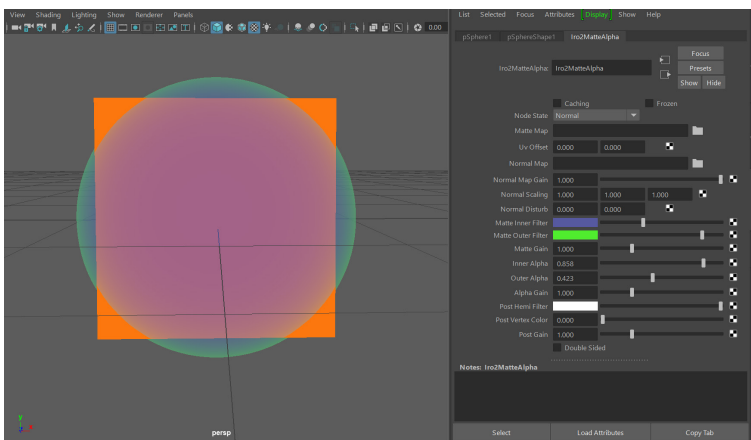 View Shading Lighting Show Renderer Panels
0.00
persp
y
x
List Selected Focus Attributes Display Show Help
pSphere1 pSphereShape1 Iro2MatteAlpha
Iro2MatteAlpha: Iro2MatteAlpha
Focus
Presets
Show Hide
Caching Frozen
Node State Normal
Matte Map
Uv Offset 0.000 0.000
Normal Map
Normal Map Gain 1.000
Normal Scaling 1.000 1.000 1.000
Normal Disturb 0.000 0.000
Matte Inner Filter
Matte Outer Filter
Matte Gain 1.000
Inner Alpha 0.858
Outer Alpha 0.423
Alpha Gain 1.000
Post Hemi Filter
Post Vertex Color 0.000
Post Gain 1.000
Double Sided
Notes: Iro2MatteAlpha
Select Load Attributes Copy Tab